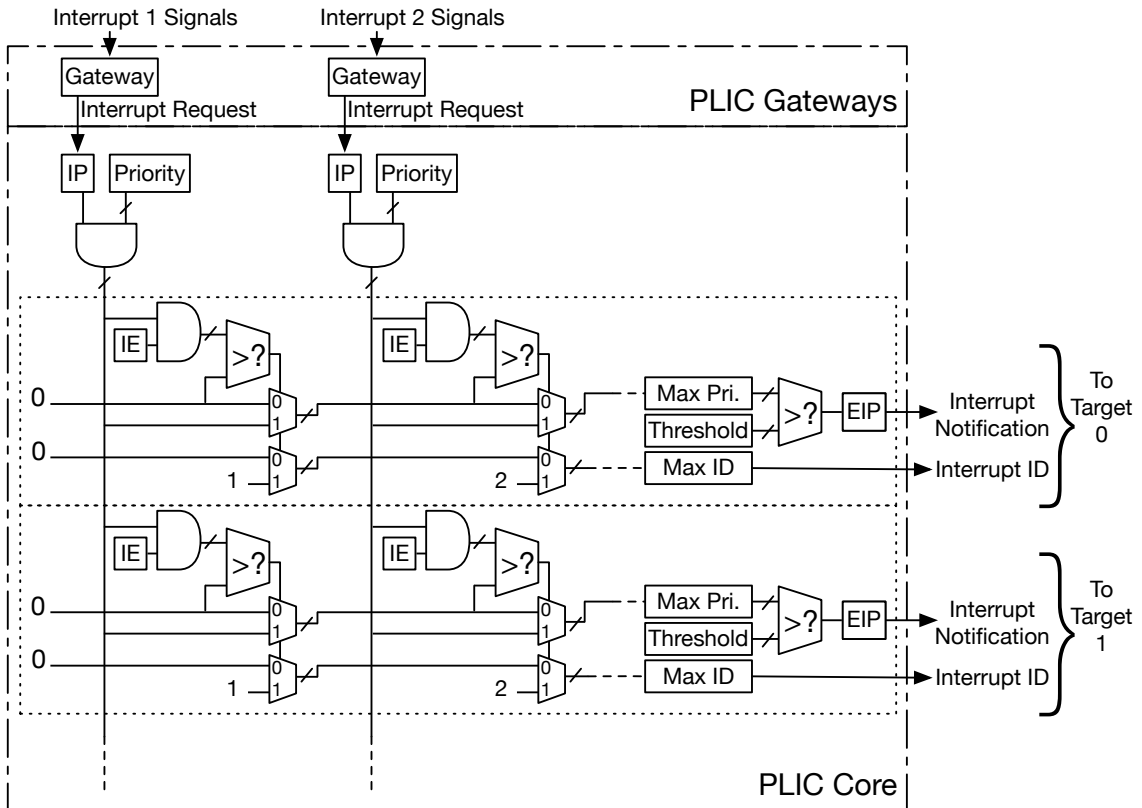 Interrupt 1 Signals
Interrupt 2 Signals
Gateway
Gateway
Interrupt Request
Interrupt Request
PLIC Gateways
IP
Priority
IP
Priority
IE
>?
IE
>?
0
0
1
0
1
Max Pri.
>?
EIP
Interrupt
Notification
Threshold
0
0
1
1
2
0
1
Max ID
Interrupt ID
To
Target
0
IE
>?
IE
>?
0
0
1
0
1
Max Pri.
>?
EIP
Interrupt
Notification
Threshold
0
0
1
1
2
0
1
Max ID
Interrupt ID
To
Target
1
PLIC Core